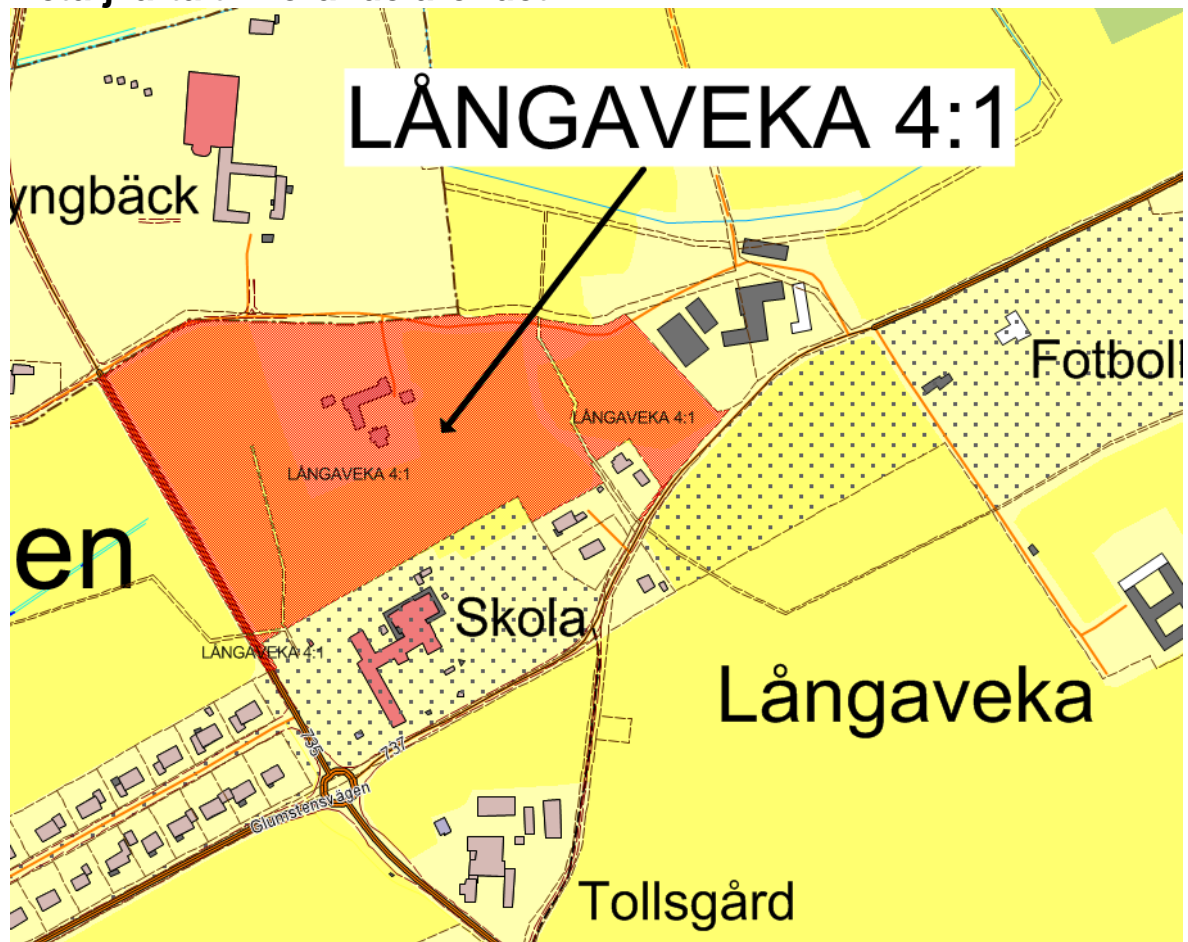 LÅNGAVEKA 4:1
yngbäck
Fotboll
LÅNGAVEKA 4:1
LÅNGAVEKA 4:1
en
Skola
LÅNGAVEKA 4:1
Långaveka
735
737
Glumstensvägen
Tollsgård